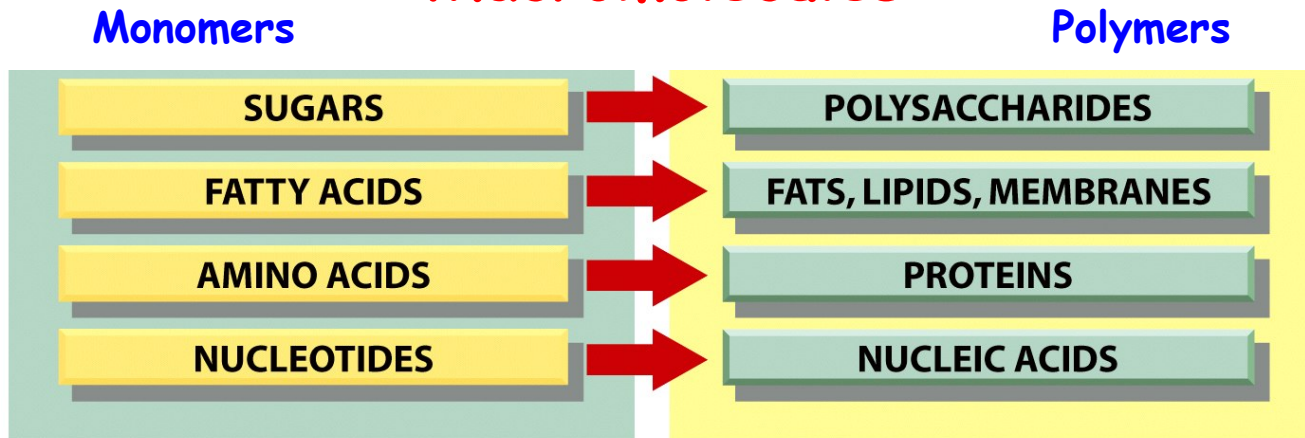 Monomers Polymers
SUGARS POLYSACCHARIDES
FATTY ACIDS FATS, LIPIDS, MEMBRANES
AMINO ACIDS PROTEINS
NUCLEOTIDES NUCLEIC ACIDS